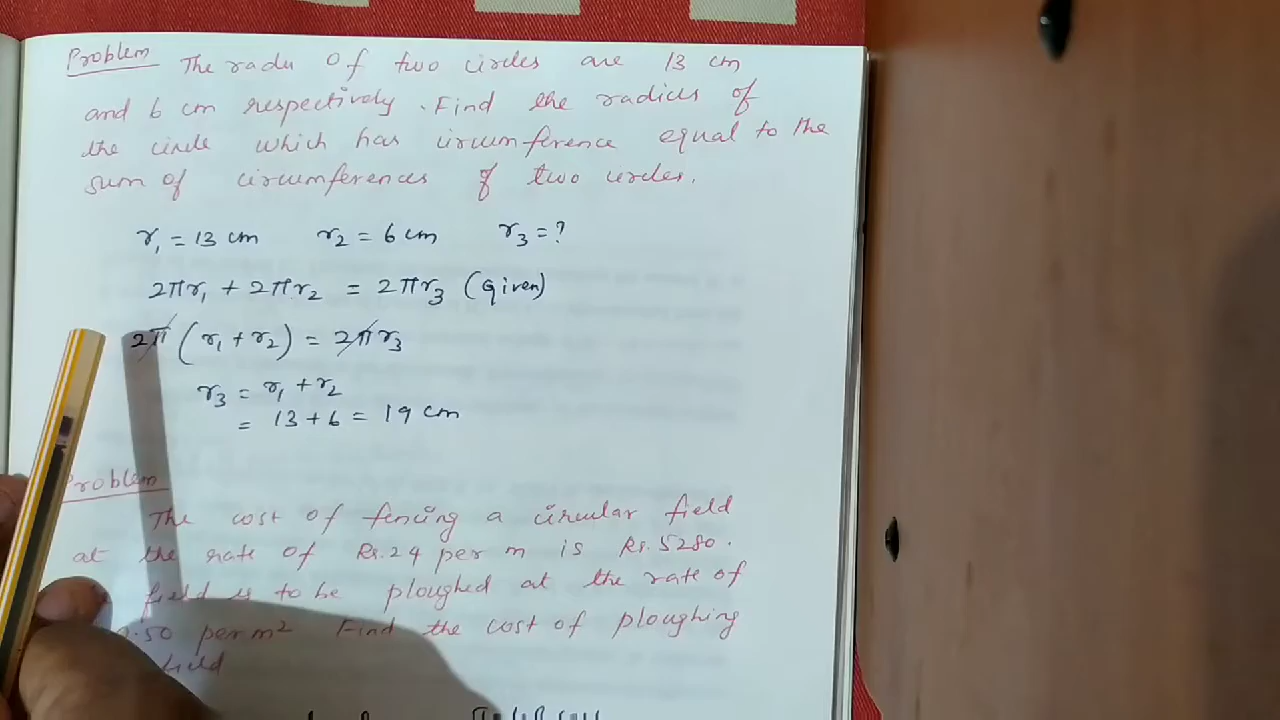 Problem The radii of two circles are 13 cm
and 6 cm respectively. Find the radius of
the circle which has circumference equal to the
sum of circumferences of two circles.
r₁ = 13 cm r₂ = 6 cm r₃ = ?
2πr₁ + 2πr₂ = 2πr₃ (Given)
2π (r₁ + r₂) = 2πr₃
r₃ = r₁ + r₂
= 13 + 6 = 19 cm
Problem
The cost of fencing a circular field
at the rate of Rs.24 per m is Rs.5280.
field is to be ploughed at the rate of
.50 per m² Find the cost of ploughing
field